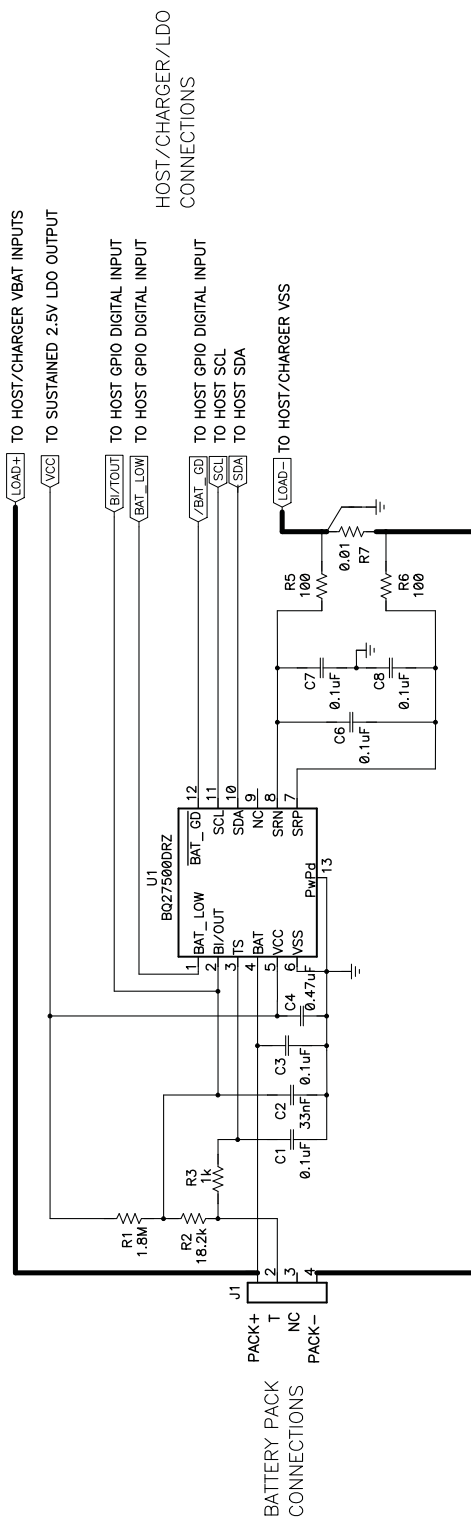 HOST/CHARGER/LDO
CONNECTIONS
LOAD+ TO HOST/CHARGER VBAT INPUTS
VCC TO SUSTAINED 2.5V LDO OUTPUT
BI/TOUT TO HOST GPIO DIGITAL INPUT
BAT_LOW TO HOST GPIO DIGITAL INPUT
/BAT_GD TO HOST GPIO DIGITAL INPUT
SCL TO HOST SCL
SDA TO HOST SDA
LOAD- TO HOST/CHARGER VSS
R1
1.8M
R2
18.2k
R3
1k
U1
BQ27500DRZ
1 BAT_LOW
2 BI/OUT
3 TS
4 BAT
5 VCC
6 VSS
BAT_GD 12
SCL 11
SDA 10
NC 9
SRN 8
SRP 7
PwPd 13
C1
0.1uF
C2
33nF
C3
0.1uF
C4
0.47uF
C6
0.1uF
C7
0.1uF
C8
0.1uF
R5
100
R6
100
0.01
R7
J1
PACK+
T 2
NC 3
PACK- 4
BATTERY PACK
CONNECTIONS